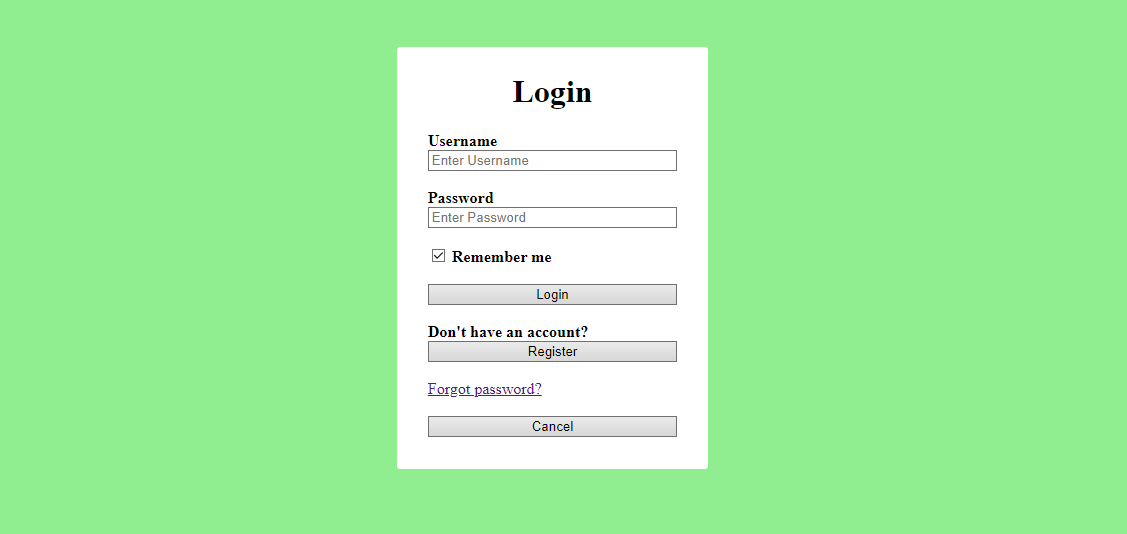 Login
Username
Enter Username
Password
Enter Password
Remember me
Login
Don't have an account?
Register
Forgot password?
Cancel